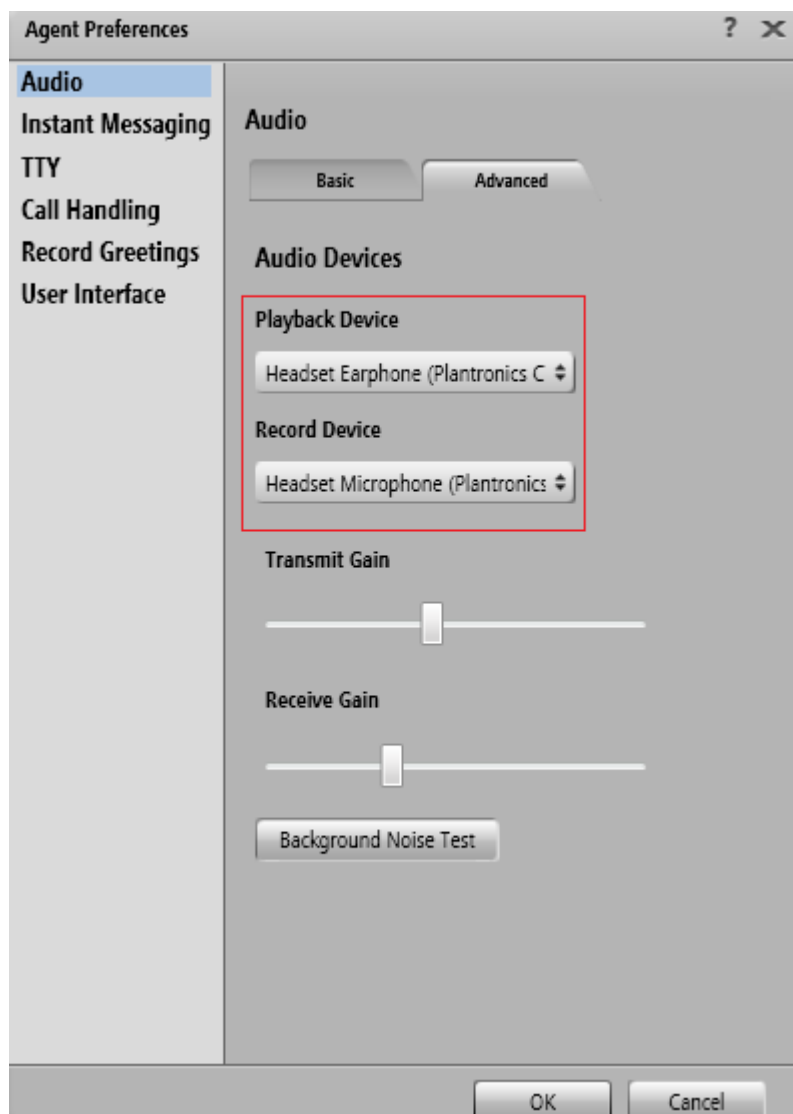 Agent Preferences
?
Audio
Instant Messaging
TTY
Call Handling
Record Greetings
User Interface
Audio
Basic
Advanced
Audio Devices
Playback Device
Headset Earphone (Plantronics C
Record Device
Headset Microphone (Plantronics
Transmit Gain
Receive Gain
Background Noise Test
OK
Cancel